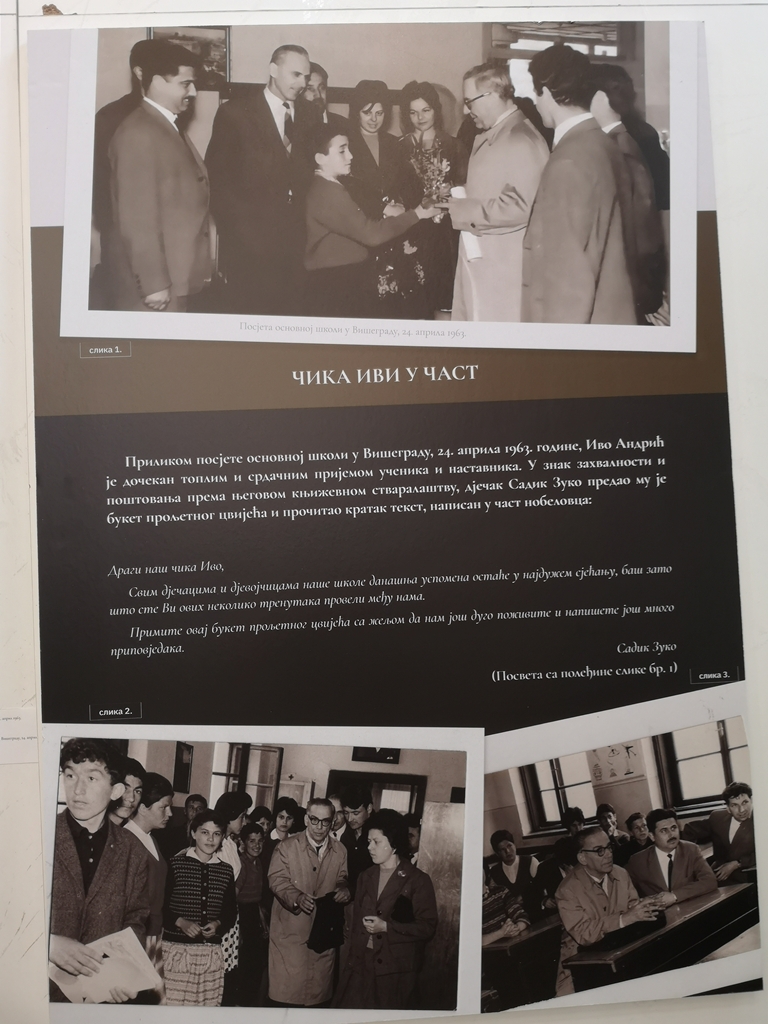 Посјета основној школи у Вишеграду, 24. априла 1963.
слика 1.
ЧИКА ИВИ У ЧАСТ
Приликом посјете основној школи у Вишеграду, 24. априла 1963. године, Иво Андрић
је дочекан топлим и срдачним пријемом ученика и наставника. У знак захвалности и
поштовања према његовом књижевном стваралаштву, дјечак Садик Зуко предао му је
букет прољетног цвијећа и прочитао кратак текст, написан у част нобеловца:
Драги наш чика Иво,
Свим дјечацима и дјевојчицама наше школе данашња успомена остаће у најдужем сјећању, баш зато
што сте Ви ових неколико тренутака провели међу нама.
Примите овај букет прољетног цвијећа са жељом да нам још дуго поживите и напишете још много
приповједака.
Садик Зуко
(Посвета са полеђине слике бр. 1)
слика 3.
слика 2.